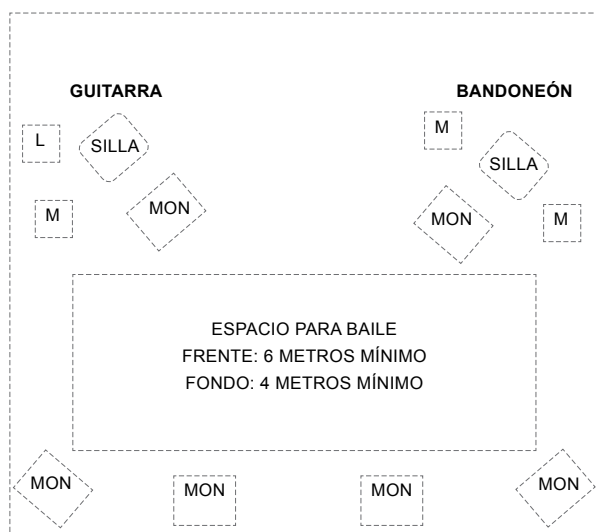 GUITARRA
BANDONEÓN
L
SILLA
M
SILLA
M
MON
MON
M
ESPACIO PARA BAILE
FRENTE: 6 METROS MÍNIMO
FONDO: 4 METROS MÍNIMO
MON
MON
MON
MON